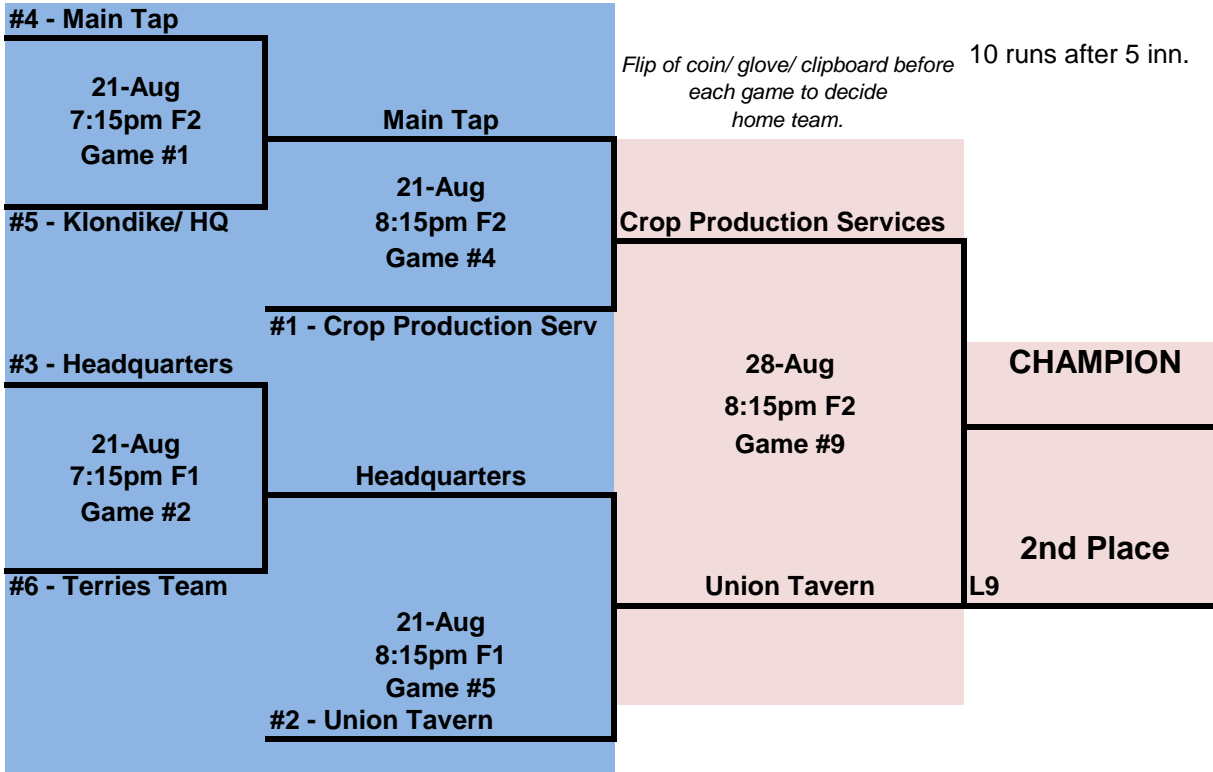 #4 - Main Tap
10 runs after 5 inn.
Flip of coin/ glove/ clipboard before
each game to decide
home team.
21-Aug
7:15pm F2
Game #1
Main Tap
#5 - Klondike/ HQ
21-Aug
8:15pm F2
Game #4
Crop Production Services
#1 - Crop Production Serv
#3 - Headquarters
28-Aug
8:15pm F2
Game #9
CHAMPION
21-Aug
7:15pm F1
Game #2
Headquarters
2nd Place
#6 - Terries Team
Union Tavern
L9
21-Aug
8:15pm F1
Game #5
#2 - Union Tavern